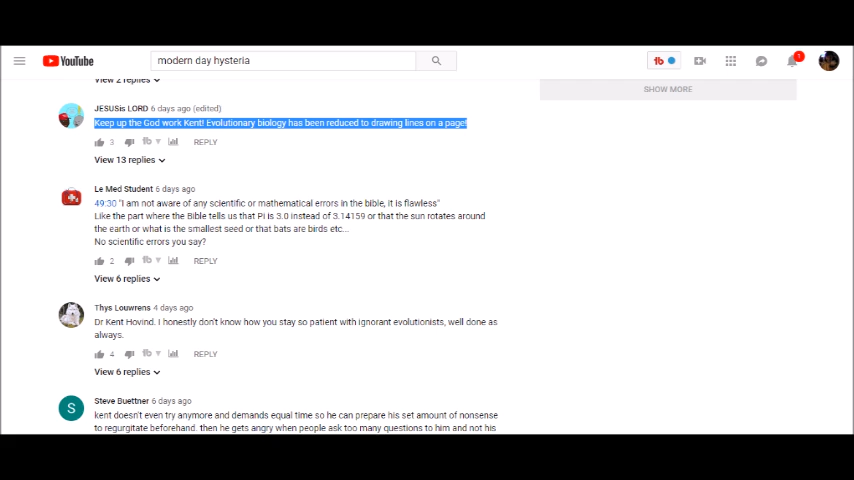 YouTube
modern day hysteria
1
View 2 replies
SHOW MORE
JESUSis LORD 6 days ago (edited)
Keep up the God work Kent! Evolutionary biology has been reduced to drawing lines on a page!
3 REPLY
View 13 replies
Le Med Student 6 days ago
49:30 "I am not aware of any scientific or mathematical errors in the bible, it is flawless"
Like the part where the Bible tells us that Pi is 3.0 instead of 3.14159 or that the sun rotates around
the earth or what is the smallest seed or that bats are birds etc...
No scientific errors you say?
2 REPLY
View 6 replies
Thys Louwrens 4 days ago
Dr Kent Hovind. I honestly don't know how you stay so patient with ignorant evolutionists, well done as
always.
4 REPLY
View 6 replies
S
Steve Buettner 6 days ago
kent doesn't even try anymore and demands equal time so he can prepare his set amount of nonsense
to regurgitate beforehand. then he gets angry when people ask too many questions to him and not his